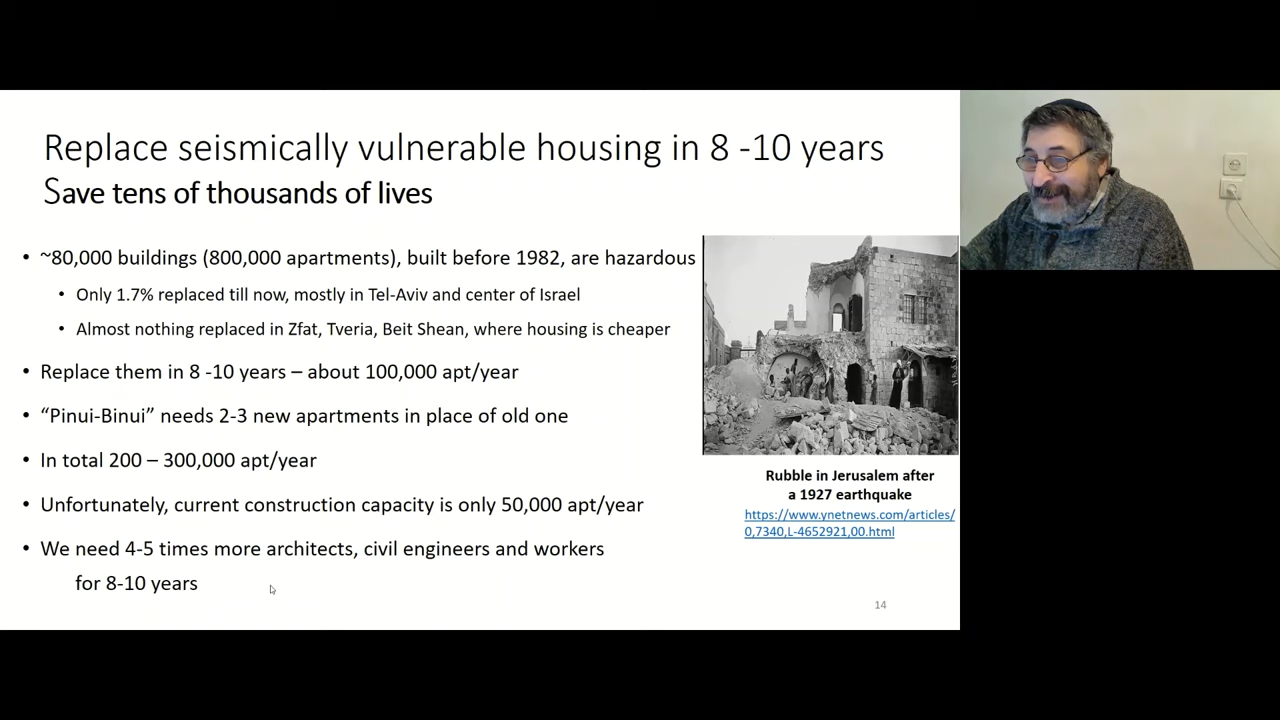 Replace seismically vulnerable housing in 8 -10 years
Save tens of thousands of lives
• ~80,000 buildings (800,000 apartments), built before 1982, are hazardous
• Only 1.7% replaced till now, mostly in Tel-Aviv and center of Israel
• Almost nothing replaced in Zfat, Tveria, Beit Shean, where housing is cheaper
• Replace them in 8 -10 years – about 100,000 apt/year
• “Pinui-Binui” needs 2-3 new apartments in place of old one
• In total 200 – 300,000 apt/year
• Unfortunately, current construction capacity is only 50,000 apt/year
• We need 4-5 times more architects, civil engineers and workers
for 8-10 years
Rubble in Jerusalem after
a 1927 earthquake
https://www.ynetnews.com/articles/
0,7340,L-4652921,00.html
14